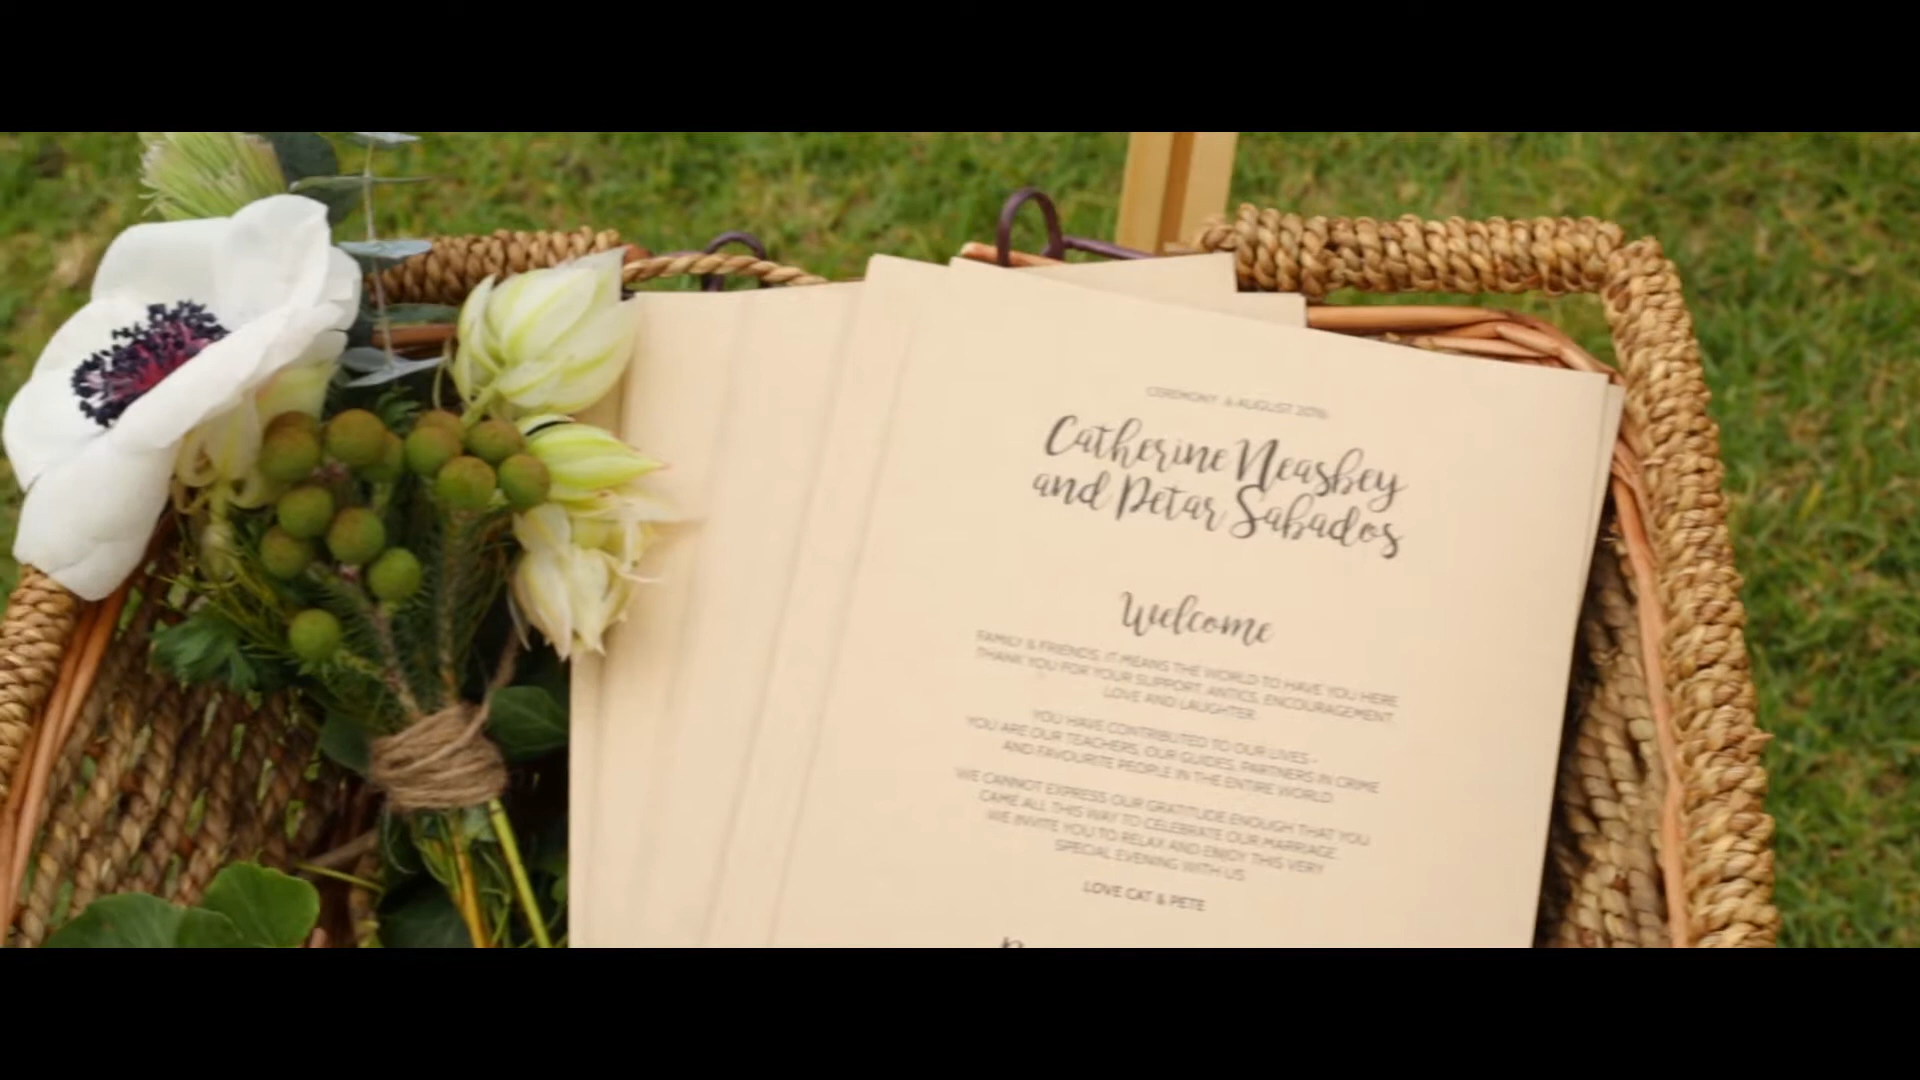 CEREMONY 6 AUGUST 2016
Catherine Neasbey
and Petar Sabados
Welcome
FAMILY & FRIENDS, IT MEANS THE WORLD TO HAVE YOU HERE
THANK YOU FOR YOUR SUPPORT, ANTICS, ENCOURAGEMENT,
LOVE AND LAUGHTER.
YOU HAVE CONTRIBUTED TO OUR LIVES -
YOU ARE OUR TEACHERS, OUR GUIDES, PARTNERS IN CRIME
AND FAVOURITE PEOPLE IN THE ENTIRE WORLD.
WE CANNOT EXPRESS OUR GRATITUDE ENOUGH THAT YOU
CAME ALL THIS WAY TO CELEBRATE OUR MARRIAGE.
WE INVITE YOU TO RELAX AND ENJOY THIS VERY
SPECIAL EVENING WITH US.
LOVE CAT & PETE